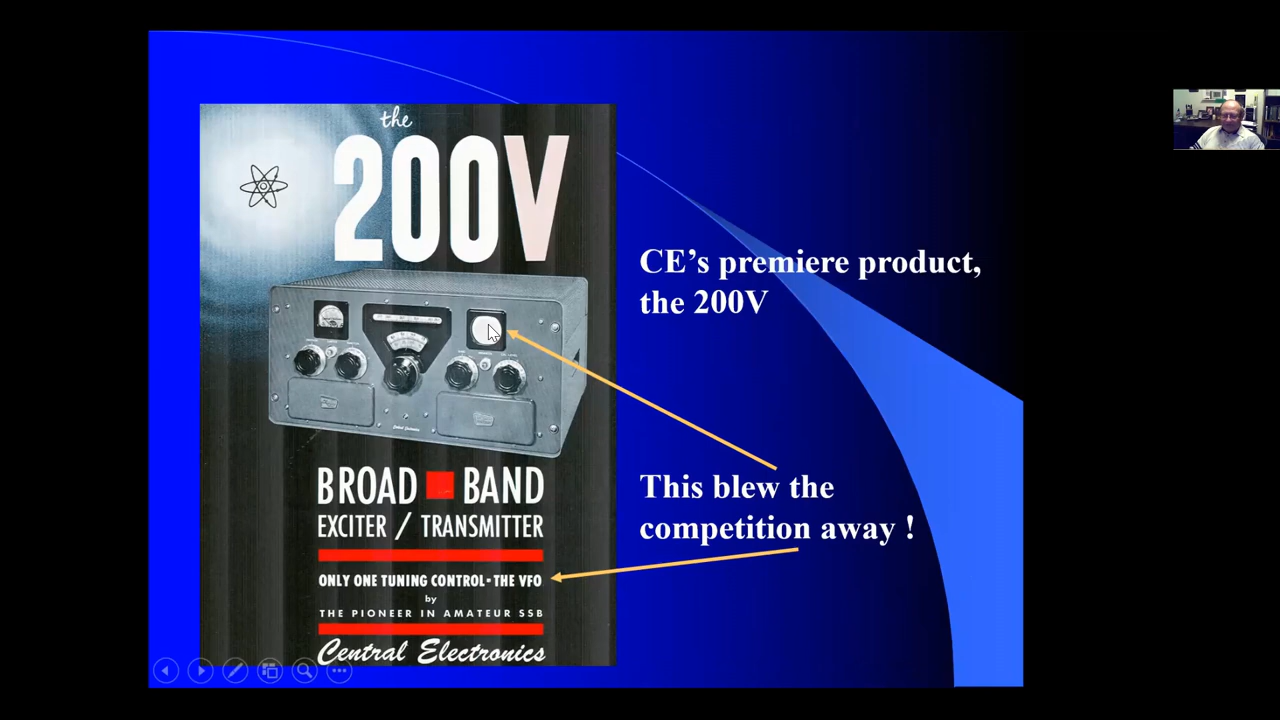 the
200V
BROAD BAND
EXCITER / TRANSMITTER
ONLY ONE TUNING CONTROL-THE VFO
by
THE PIONEER IN AMATEUR SSB
Central Electronics
CE’s premiere product,
the 200V
This blew the
competition away !